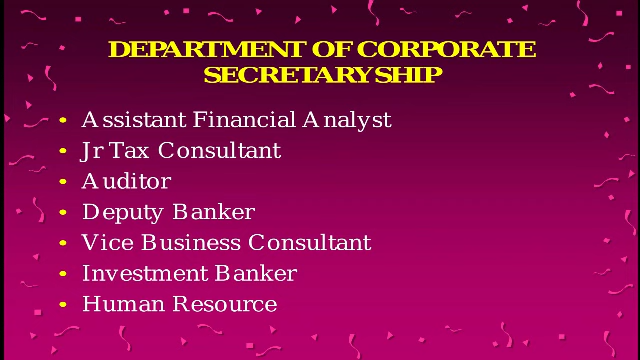 DEPARTMENT OF CORPORATE
SECRETARYSHIP
• Assistant Financial Analyst
• Jr Tax Consultant
• Auditor
• Deputy Banker
• Vice Business Consultant
• Investment Banker
• Human Resource